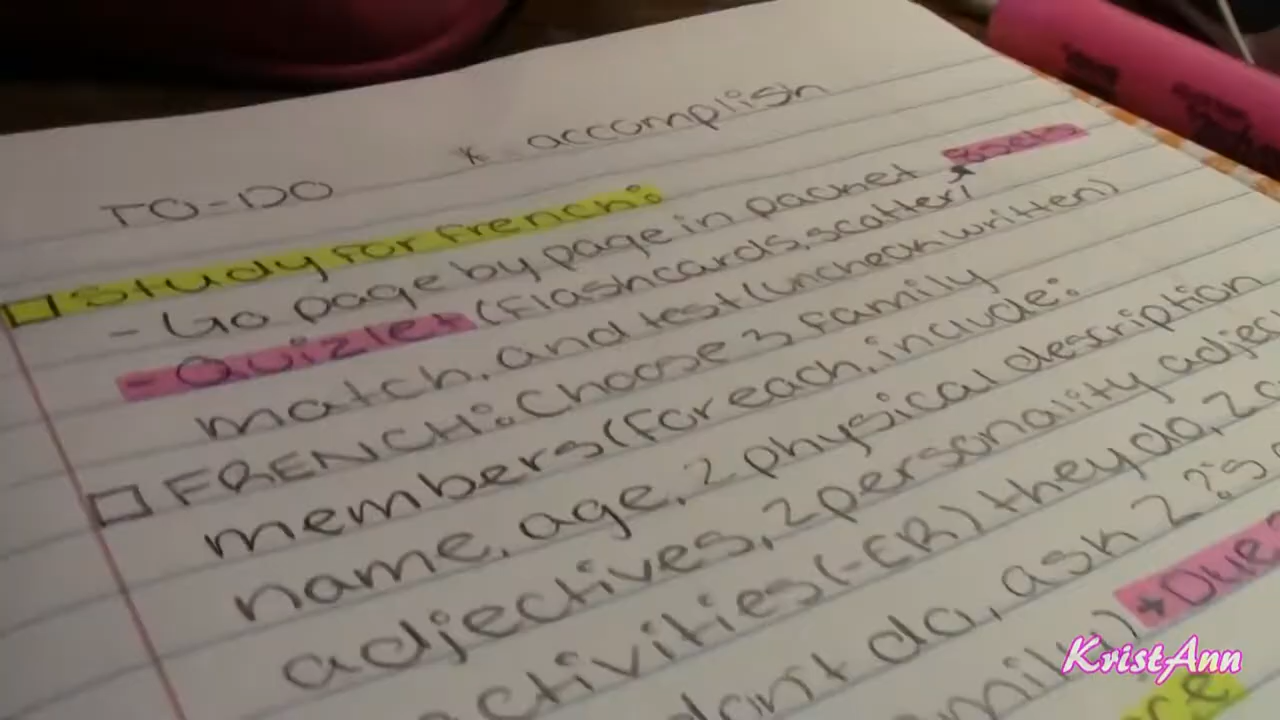 * accomplish
TO-DO
Study for french:
- Go page by page in packet
- Quizlet (flashcards, scatter,
match, and test (uncheck written)
FRENCH: Choose 3 family
members (for each, include:
name, age, 2 physical description
adjectives, 2 personality
activities (-ER) they do, 2
don't do, ask 2 ?'s
+Due
KristAnn